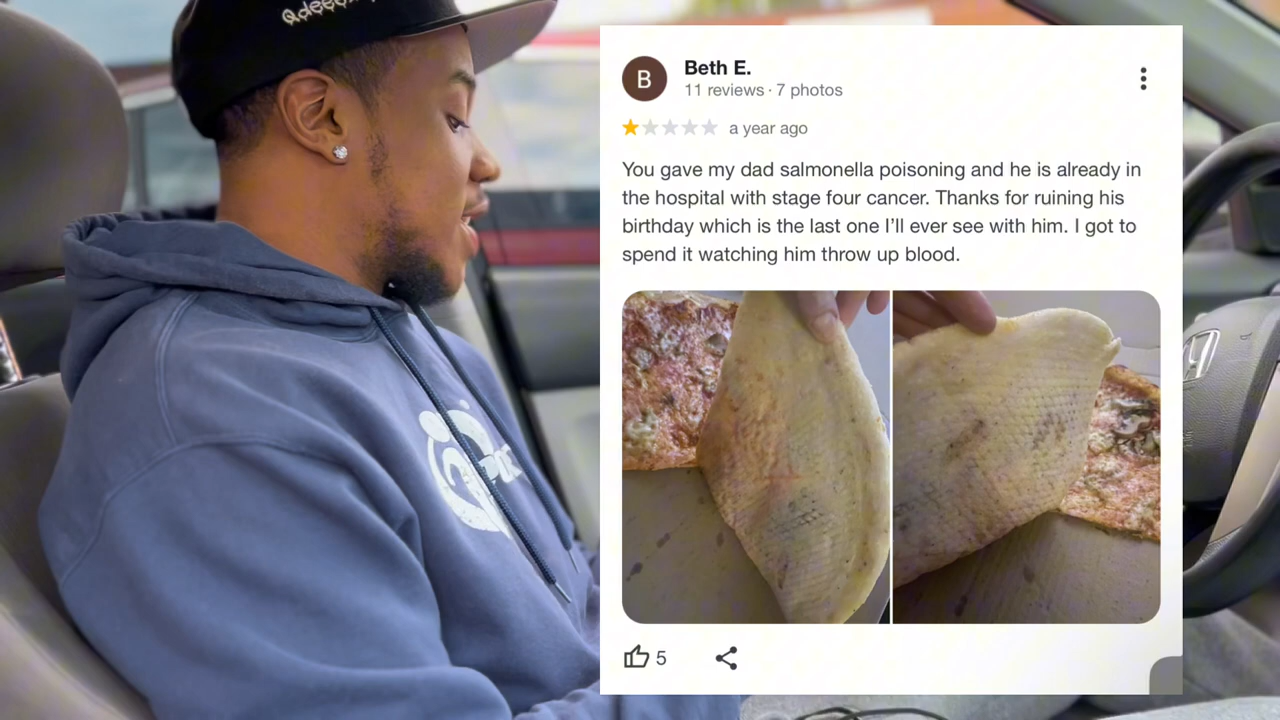 B
Beth E.
11 reviews · 7 photos
a year ago
You gave my dad salmonella poisoning and he is already in
the hospital with stage four cancer. Thanks for ruining his
birthday which is the last one I’ll ever see with him. I got to
spend it watching him throw up blood.
5